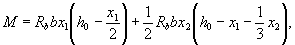 M = R_b b x_1 ( h_0 − x_1/2 ) + 1/2 R_b b x_2 ( h_0 − x_1 − 1/3 x_2 ),